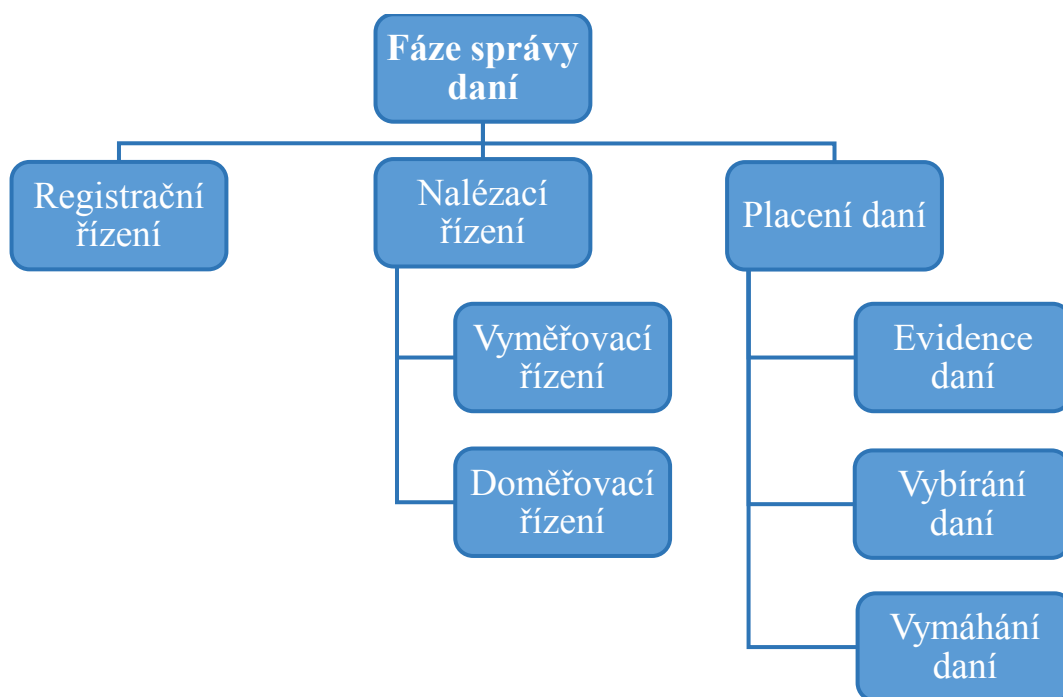 Fáze správy
daní
Registrační
řízení
Nalézací
řízení
Vyměřovací
řízení
Doměřovací
řízení
Placení daní
Evidence
daní
Vybírání
daní
Vymáhání
daní